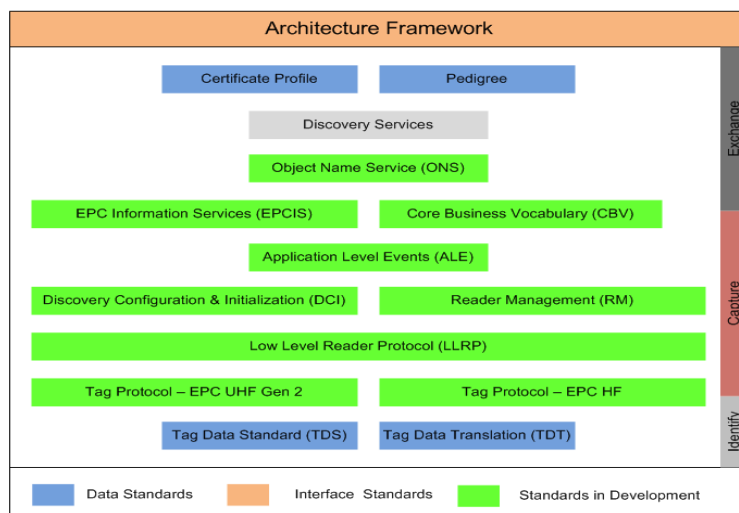 Architecture Framework
Certificate Profile
Pedigree
Discovery Services
Object Name Service (ONS)
EPC Information Services (EPCIS)
Core Business Vocabulary (CBV)
Application Level Events (ALE)
Discovery Configuration & Initialization (DCI)
Reader Management (RM)
Low Level Reader Protocol (LLRP)
Tag Protocol – EPC UHF Gen 2
Tag Protocol – EPC HF
Tag Data Standard (TDS)
Tag Data Translation (TDT)
Exchange
Capture
Identify
Data Standards
Interface Standards
Standards in Development